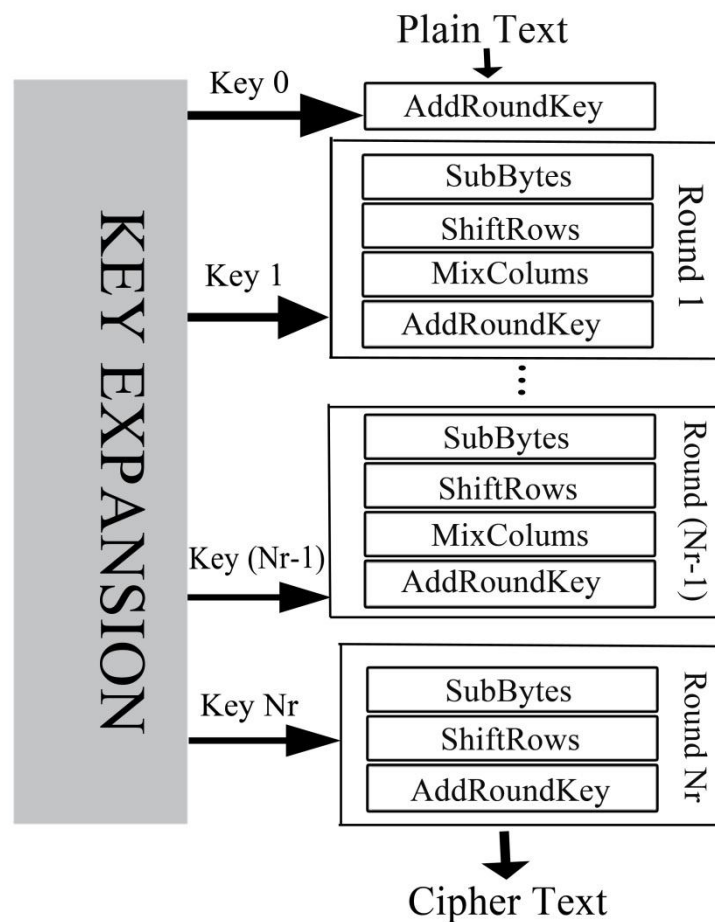 Plain Text
KEY EXPANSION
Key 0
AddRoundKey
SubBytes
ShiftRows
MixColums
AddRoundKey
Round 1
Key 1
...
SubBytes
ShiftRows
MixColums
AddRoundKey
Round (Nr-1)
Key (Nr-1)
SubBytes
ShiftRows
AddRoundKey
Round Nr
Key Nr
Cipher Text